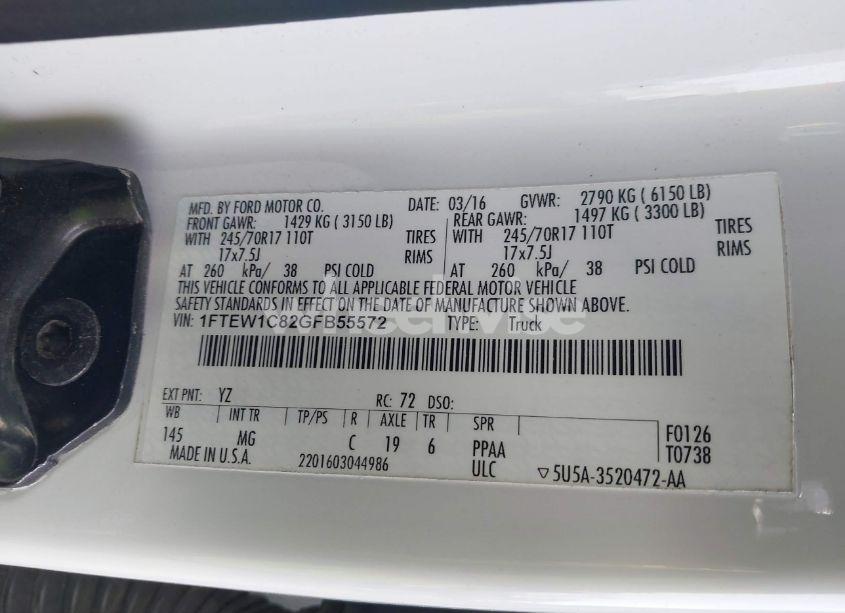 MFD. BY FORD MOTOR CO. DATE: 03/16 GVWR: 2790 KG ( 6150 LB)
FRONT GAWR: 1429 KG ( 3150 LB) REAR GAWR: 1497 KG ( 3300 LB)
WITH 245/70R17 110T TIRES WITH 245/70R17 110T TIRES
17x7.5J RIMS 17x7.5J RIMS
AT 260 kPa/ 38 PSI COLD AT 260 kPa/ 38 PSI COLD
THIS VEHICLE CONFORMS TO ALL APPLICABLE FEDERAL MOTOR VEHICLE
SAFETY STANDARDS IN EFFECT ON THE DATE OF MANUFACTURE SHOWN ABOVE.
VIN: 1FTEW1C82GFB55572 TYPE: Truck
EXT PNT: YZ RC: 72 DSO:
WB INT TR TP/PS R AXLE TR SPR
145 MG C 19 6 PPAA F0126
MADE IN U.S.A. 2201603044986 ULC T0738
▽5U5A-3520472-AA